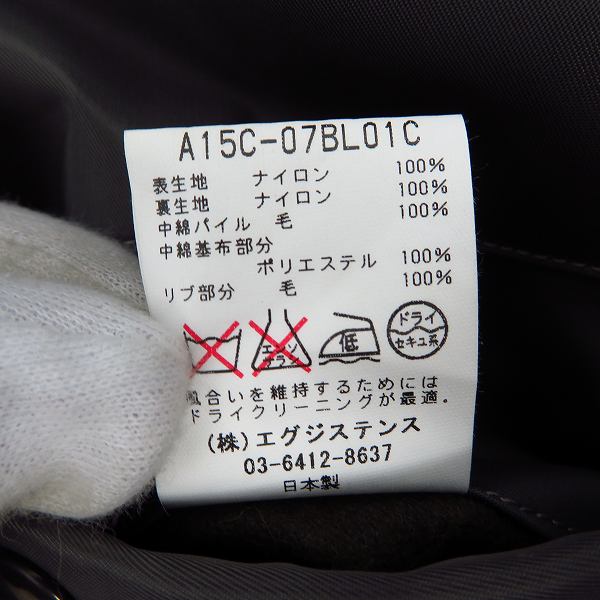 A15C-07BL01C
表生地 ナイロン 100%
裏生地 ナイロン 100%
中綿パイル 毛 100%
中綿基布部分
ポリエステル 100%
リブ部分 毛 100%
エンソ サラシ 低 ドライ セキユ系
風合いを維持するためには
ドライクリーニングが最適。
(株)エグジステンス
03-6412-8637
日本製